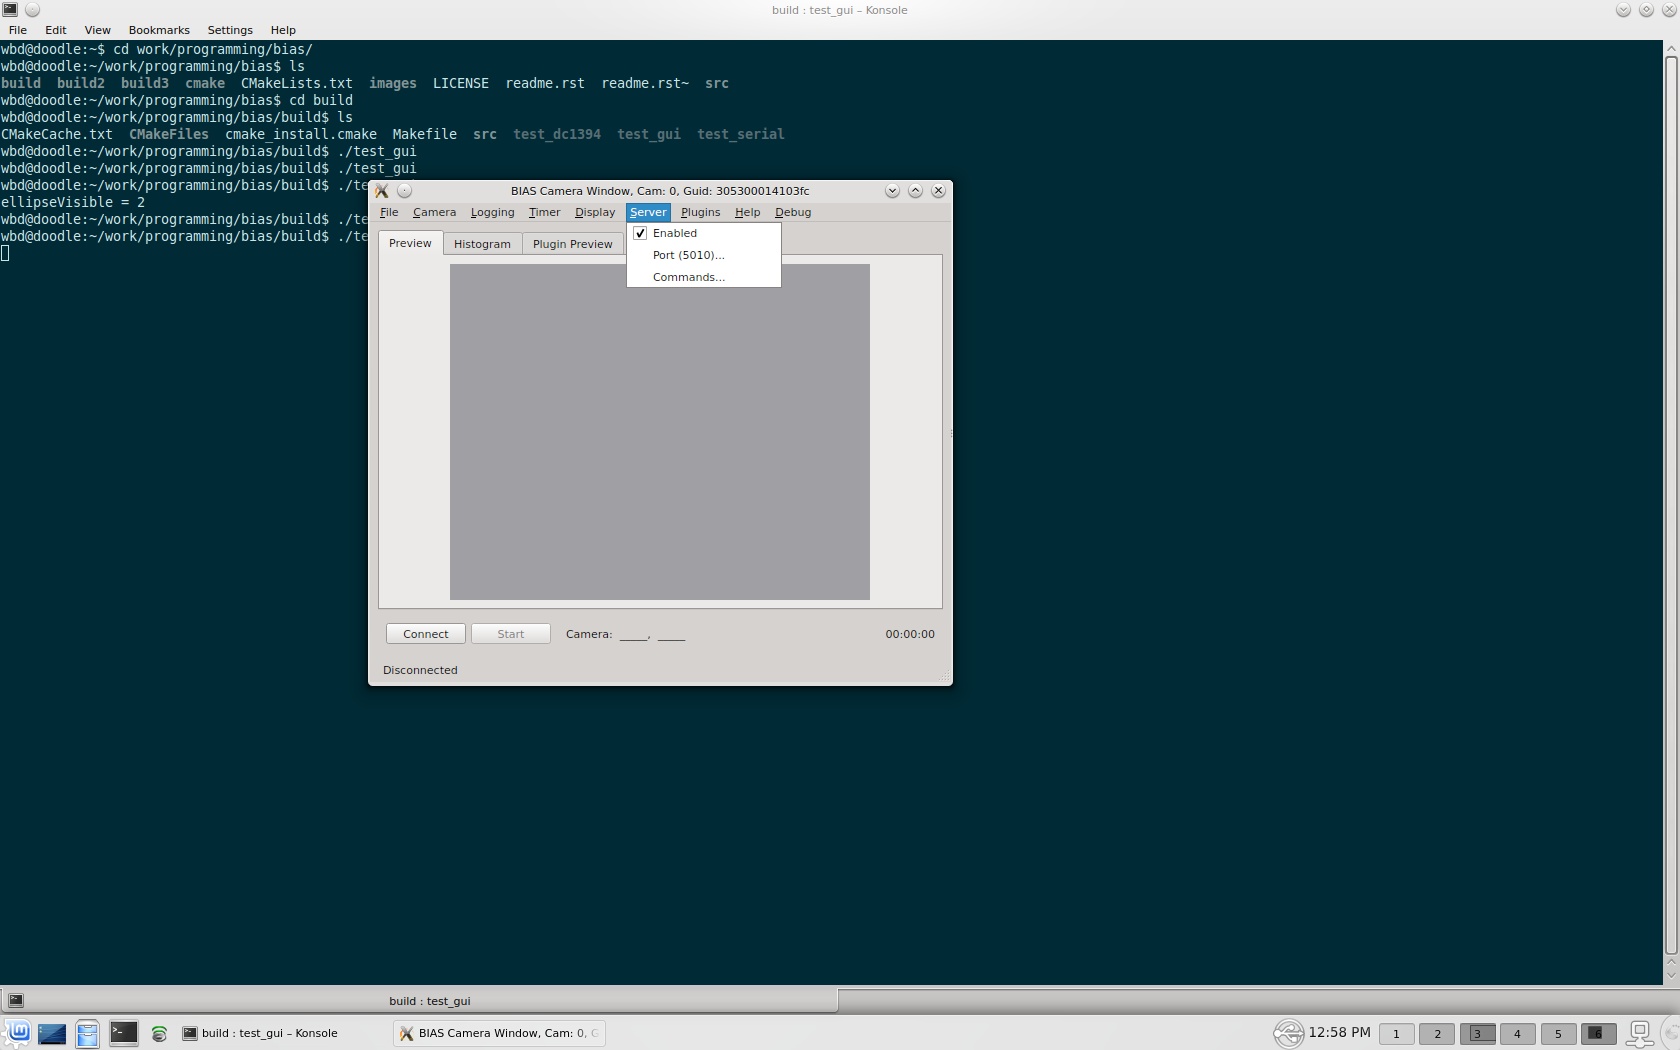 build : test_gui – Konsole
File Edit View Bookmarks Settings Help
wbd@doodle:~$ cd work/programming/bias/
wbd@doodle:~/work/programming/bias$ ls
build build2 build3 cmake CMakeLists.txt images LICENSE readme.rst readme.rst~ src
wbd@doodle:~/work/programming/bias$ cd build
wbd@doodle:~/work/programming/bias/build$ ls
CMakeCache.txt CMakeFiles cmake_install.cmake Makefile src test_dc1394 test_gui test_serial
wbd@doodle:~/work/programming/bias/build$ ./test_gui
wbd@doodle:~/work/programming/bias/build$ ./test_gui
wbd@doodle:~/work/programming/bias/build$ ./te
ellipseVisible = 2
wbd@doodle:~/work/programming/bias/build$ ./te
wbd@doodle:~/work/programming/bias/build$ ./te
BIAS Camera Window, Cam: 0, Guid: 305300014103fc
File Camera Logging Timer Display Server Plugins Help Debug
Enabled
Port (5010)...
Commands...
Preview Histogram Plugin Preview
Connect Start Camera: _____, _____ 00:00:00
Disconnected
build : test_gui
build : test_gui – Konsole
BIAS Camera Window, Cam: 0, G
12:58 PM 1 2 3 4 5 6